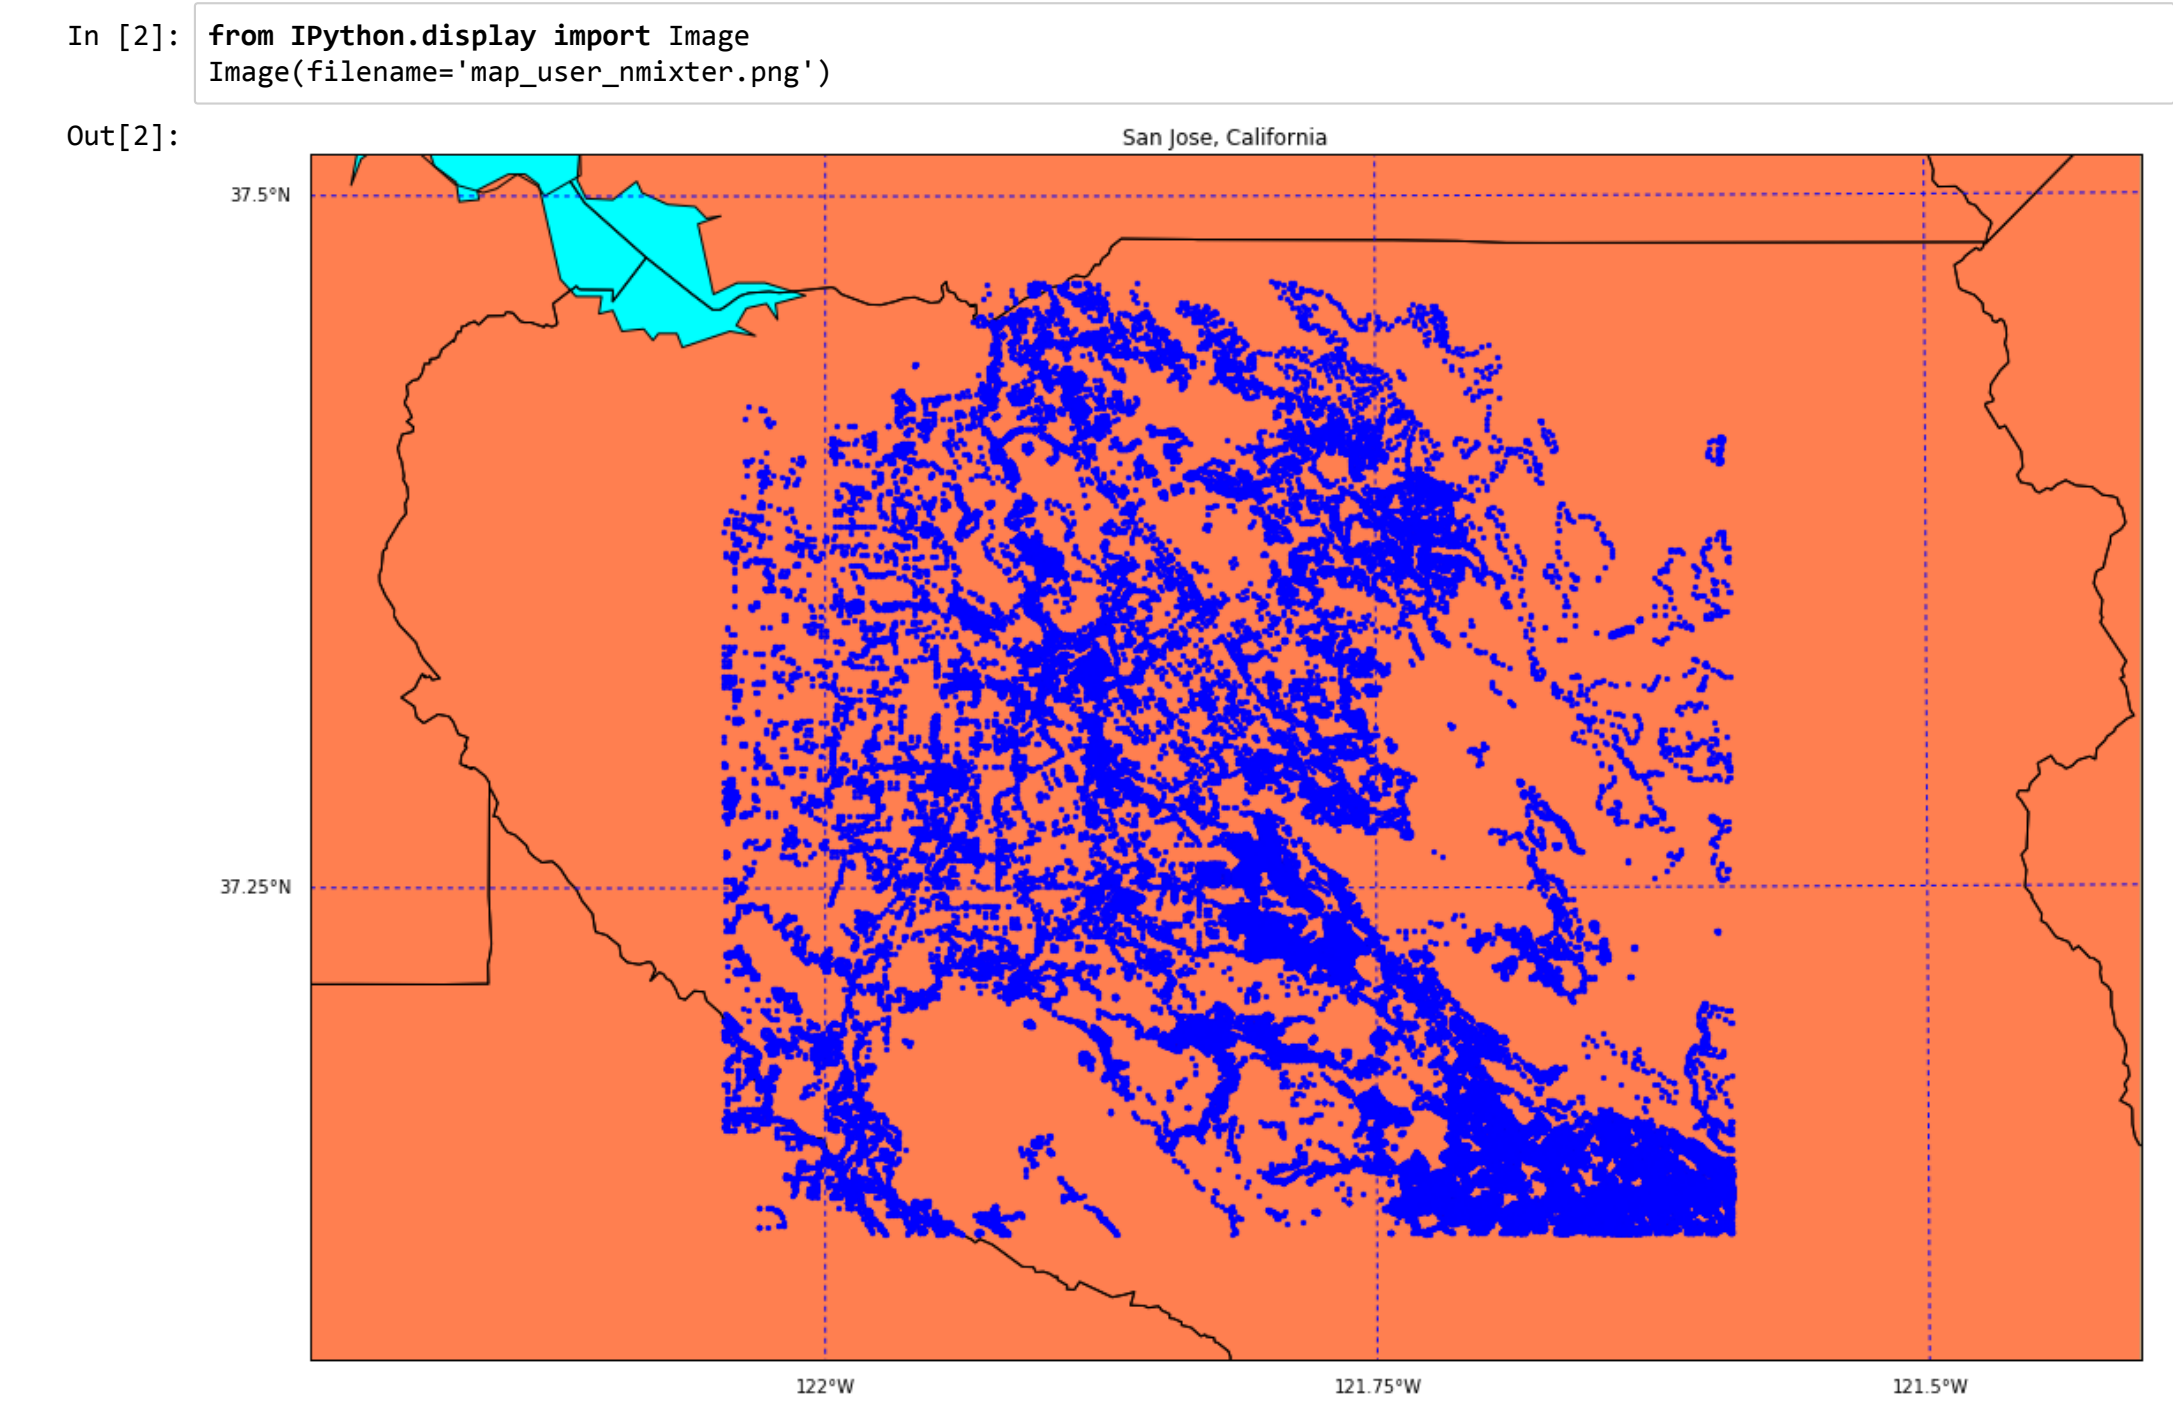 In [2]: from IPython.display import Image
Image(filename='map_user_nmixter.png')
Out[2]:
San Jose, California
37.5°N
37.25°N
122°W 121.75°W 121.5°W